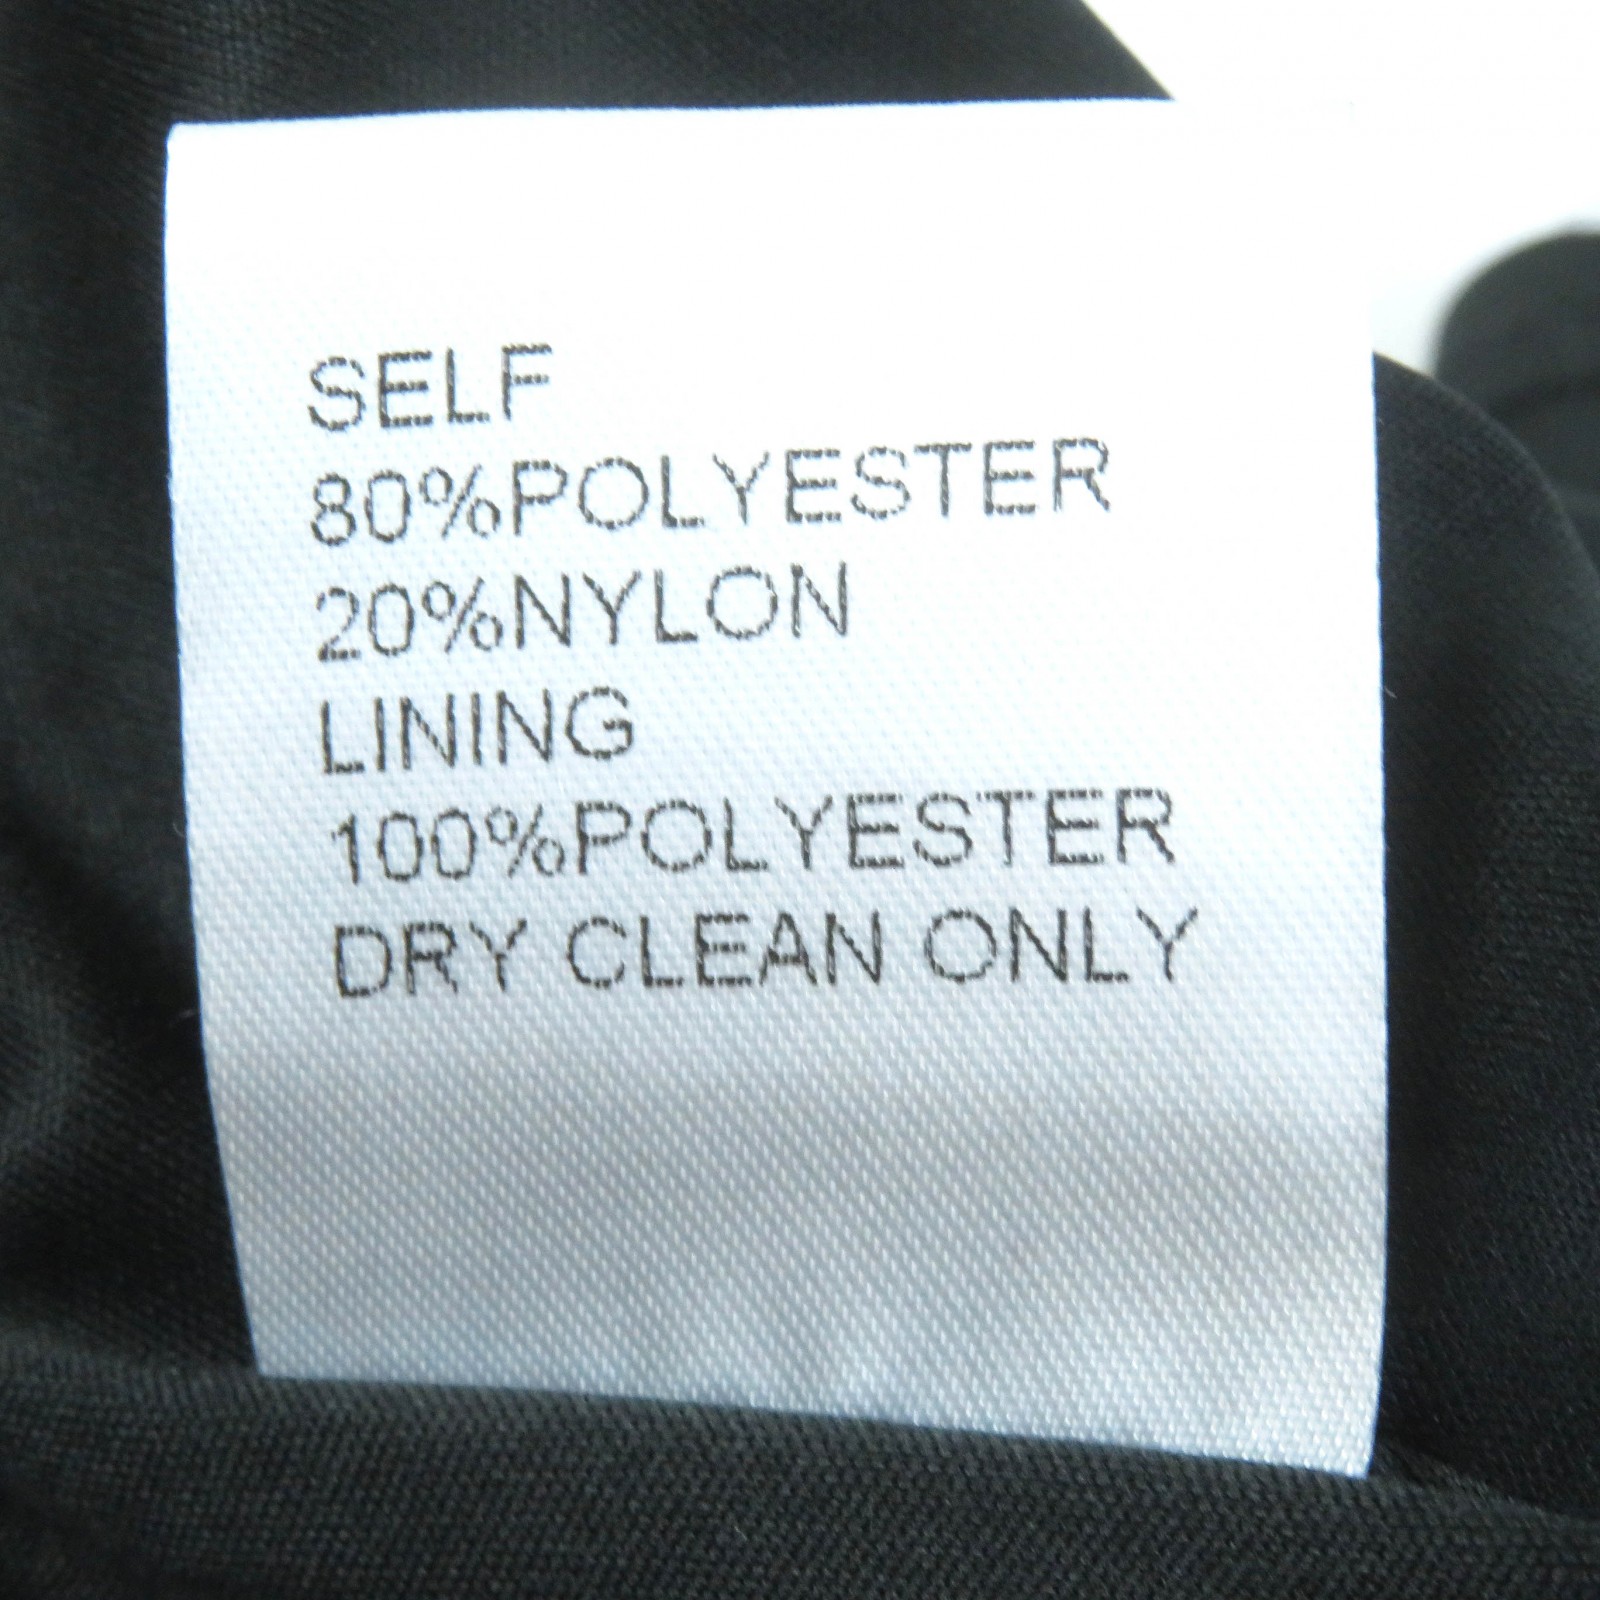 SELF
80%POLYESTER
20%NYLON
LINING
100%POLYESTER
DRY CLEAN ONLY